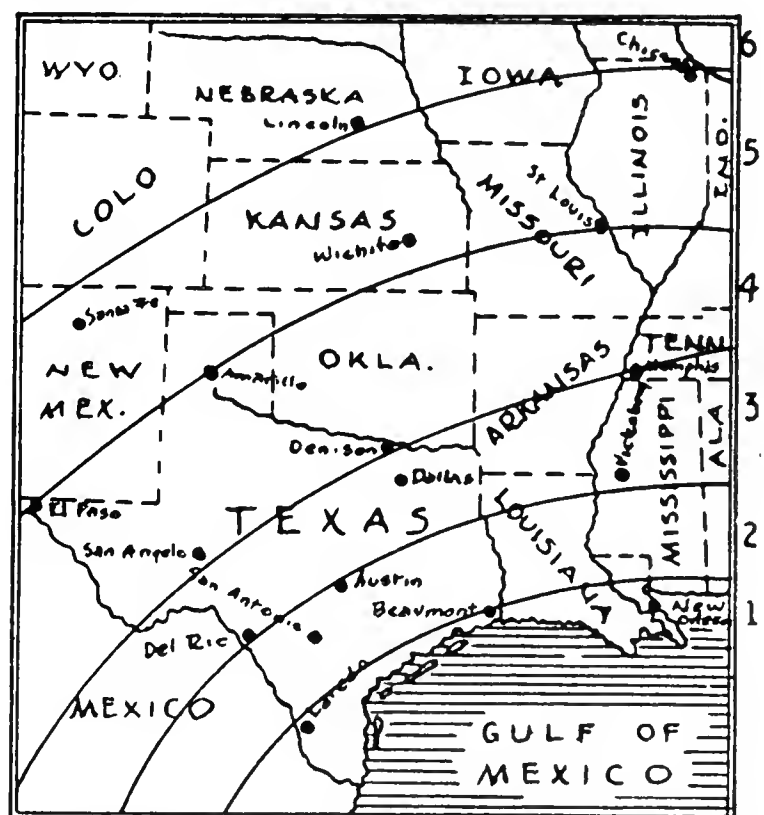 6
WYO.
NEBRASKA
IOWA
Lincoln
5
ILLINOIS
IND.
COLO
KANSAS
Wichita
MISSOURI
St Louis
4
NEW
MEX.
OKLA.
Amarillo
ARKANSAS
TENN
Memphis
3
Denison
Dallas
Vicksburg
MISSISSIPPI
ALA
El Paso
TEXAS
LOUISIANA
2
San Angelo
San Antonio
Austin
Beaumont
New
1
Del Rio
Laredo
MEXICO
GULF OF
MEXICO